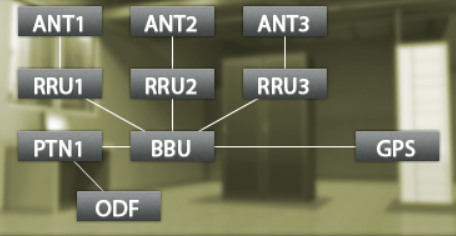 ANT1 ANT2 ANT3
RRU1 RRU2 RRU3
PTN1 BBU GPS
ODF